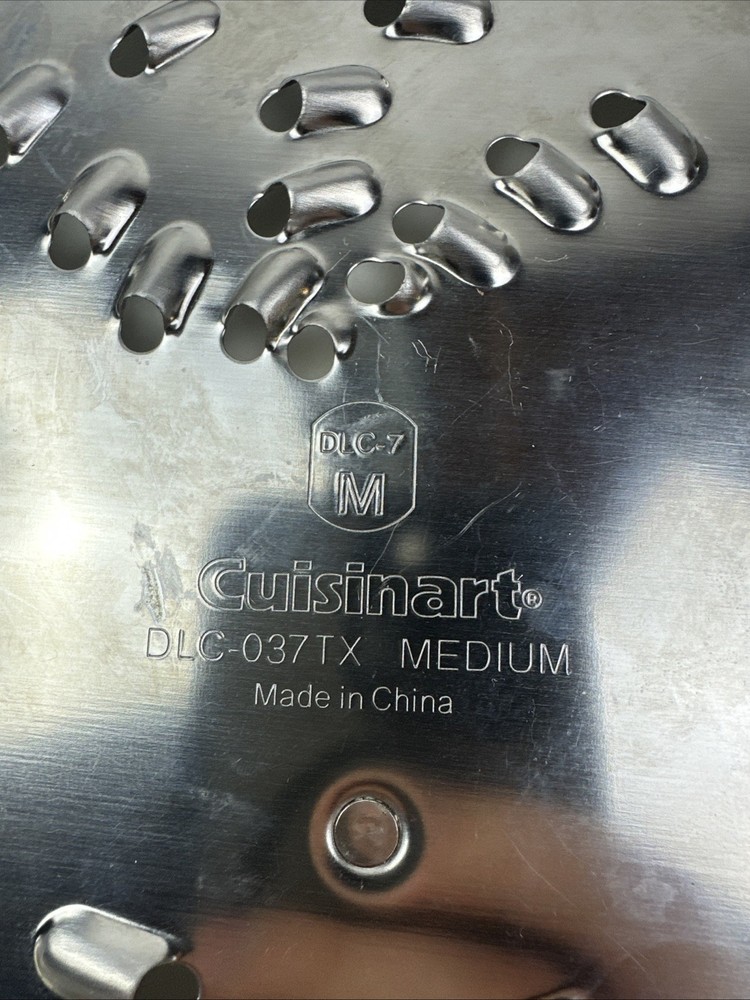 DLC-7
M
Cuisinart®
DLC-037TX MEDIUM
Made in China